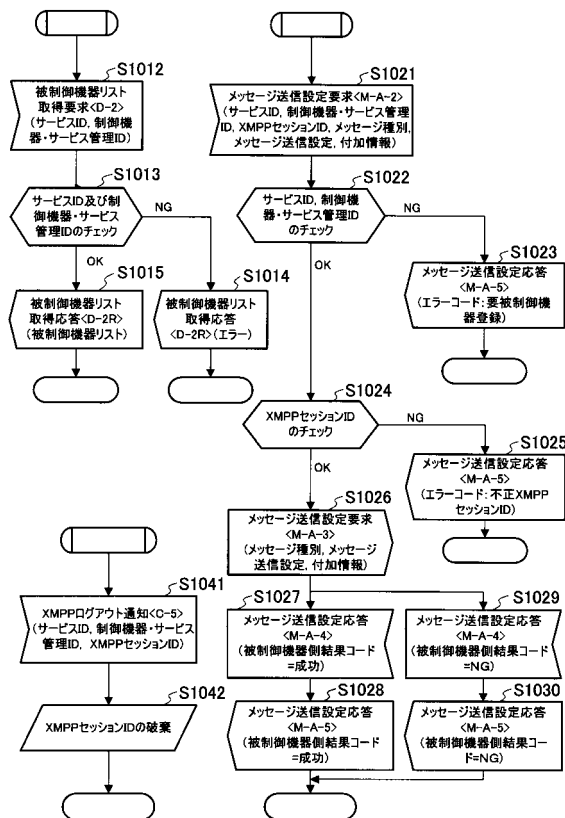 S1012
被制御機器リスト
取得要求<D-2>
(サービスID, 制御機
器・サービス管理ID)
S1013
サービスID及び制
御機器・サービス
管理IDのチェック
NG
OK
S1015
被制御機器リスト
取得応答<D-2R>
(被制御機器リスト)
S1014
被制御機器リスト
取得応答
<D-2R>(エラー)
S1021
メッセージ送信設定要求<M-A-2>
(サービスID, 制御機器・サービス管理
ID, XMPPセッションID, メッセージ種別,
メッセージ送信設定, 付加情報)
S1022
サービスID, 制御機
器・サービス管理ID
のチェック
NG
OK
S1023
メッセージ送信設定応答
<M-A-5>
(エラーコード:要被制御機
器登録)
S1024
XMPPセッションID
のチェック
NG
OK
S1025
メッセージ送信設定応答
<M-A-5>
(エラーコード:不正XMPP
セッションID)
S1026
メッセージ送信設定要求
<M-A-3>
(メッセージ種別, メッセージ
送信設定, 付加情報)
S1027
メッセージ送信設定応答
<M-A-4>
(被制御機器側結果コード
=成功)
S1028
メッセージ送信設定応答
<M-A-5>
(被制御機器側結果コード
=成功)
S1029
メッセージ送信設定応答
<M-A-4>
(被制御機器側結果コー
ド=NG)
S1030
メッセージ送信設定応答
<M-A-5>
(被制御機器側結果コー
ド=NG)
S1041
XMPPログアウト通知<C-5>
(サービスID, 制御機器・サービス
管理ID, XMPPセッションID)
S1042
XMPPセッションIDの破棄